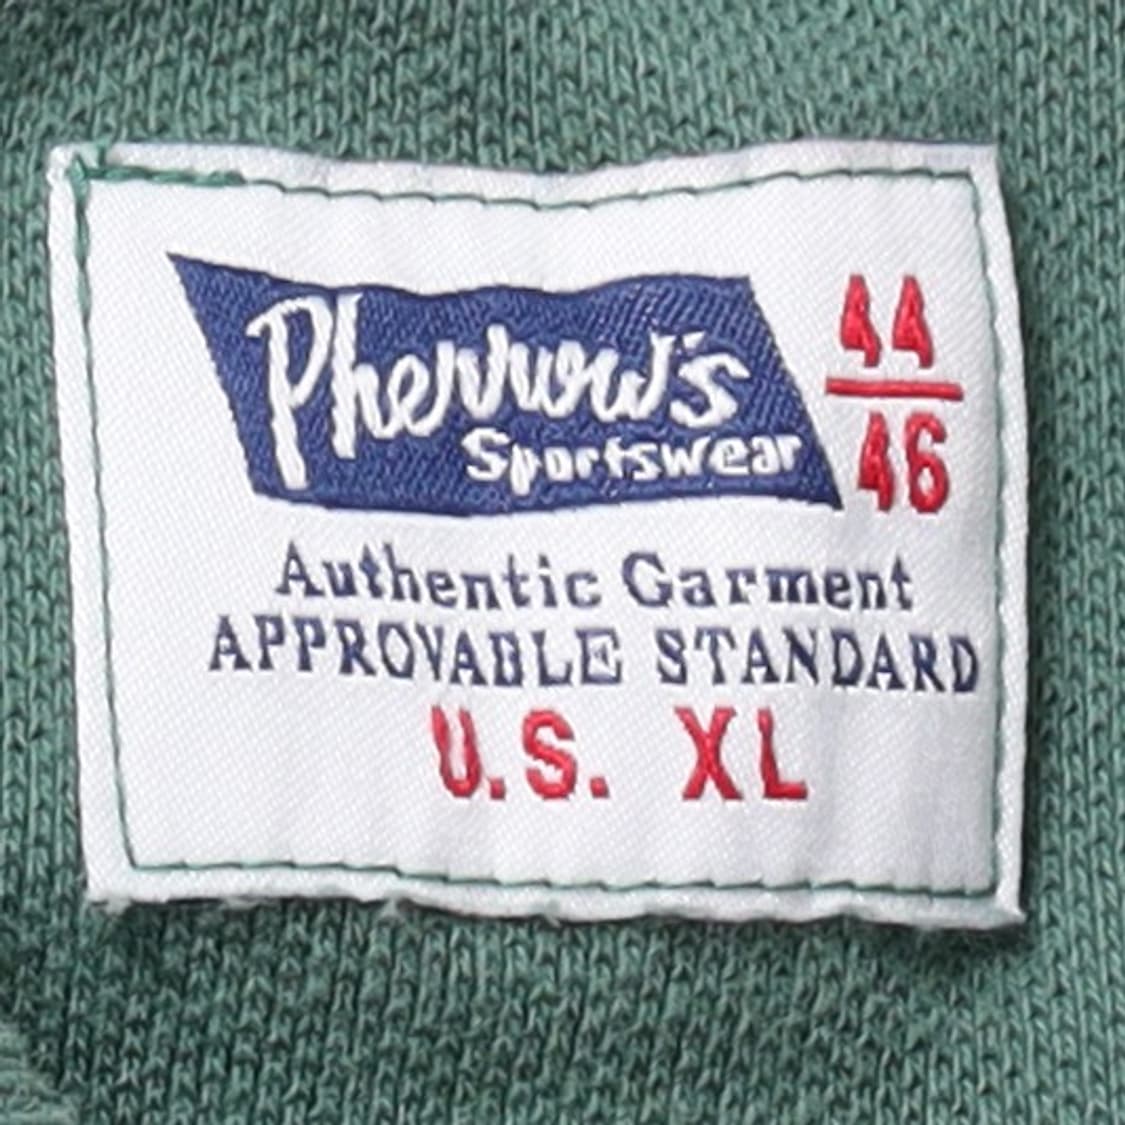 Pherrow's
Sportswear
44
46
Authentic Garment
APPROVABLE STANDARD
U.S. XL